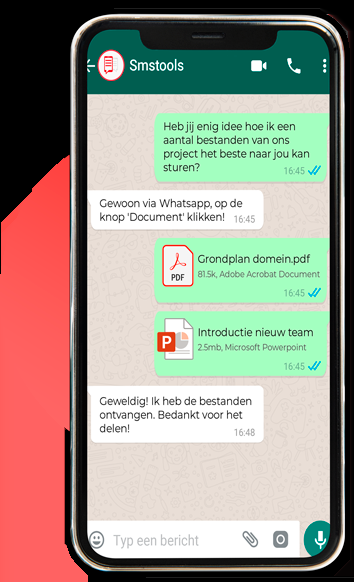 Smstools
Heb jij enig idee hoe ik een
aantal bestanden van ons
project het beste naar jou kan
sturen?
16:45
Gewoon via Whatsapp, op de
knop 'Document' klikken!
16:45
Grondplan domein.pdf
PDF
81.5k, Adobe Acrobat Document
16:45
Introductie nieuw team
P
2.5mb, Microsoft Powerpoint
16:45
Geweldig! Ik heb de bestanden
ontvangen. Bedankt voor het
delen!
16:48
Typ een bericht